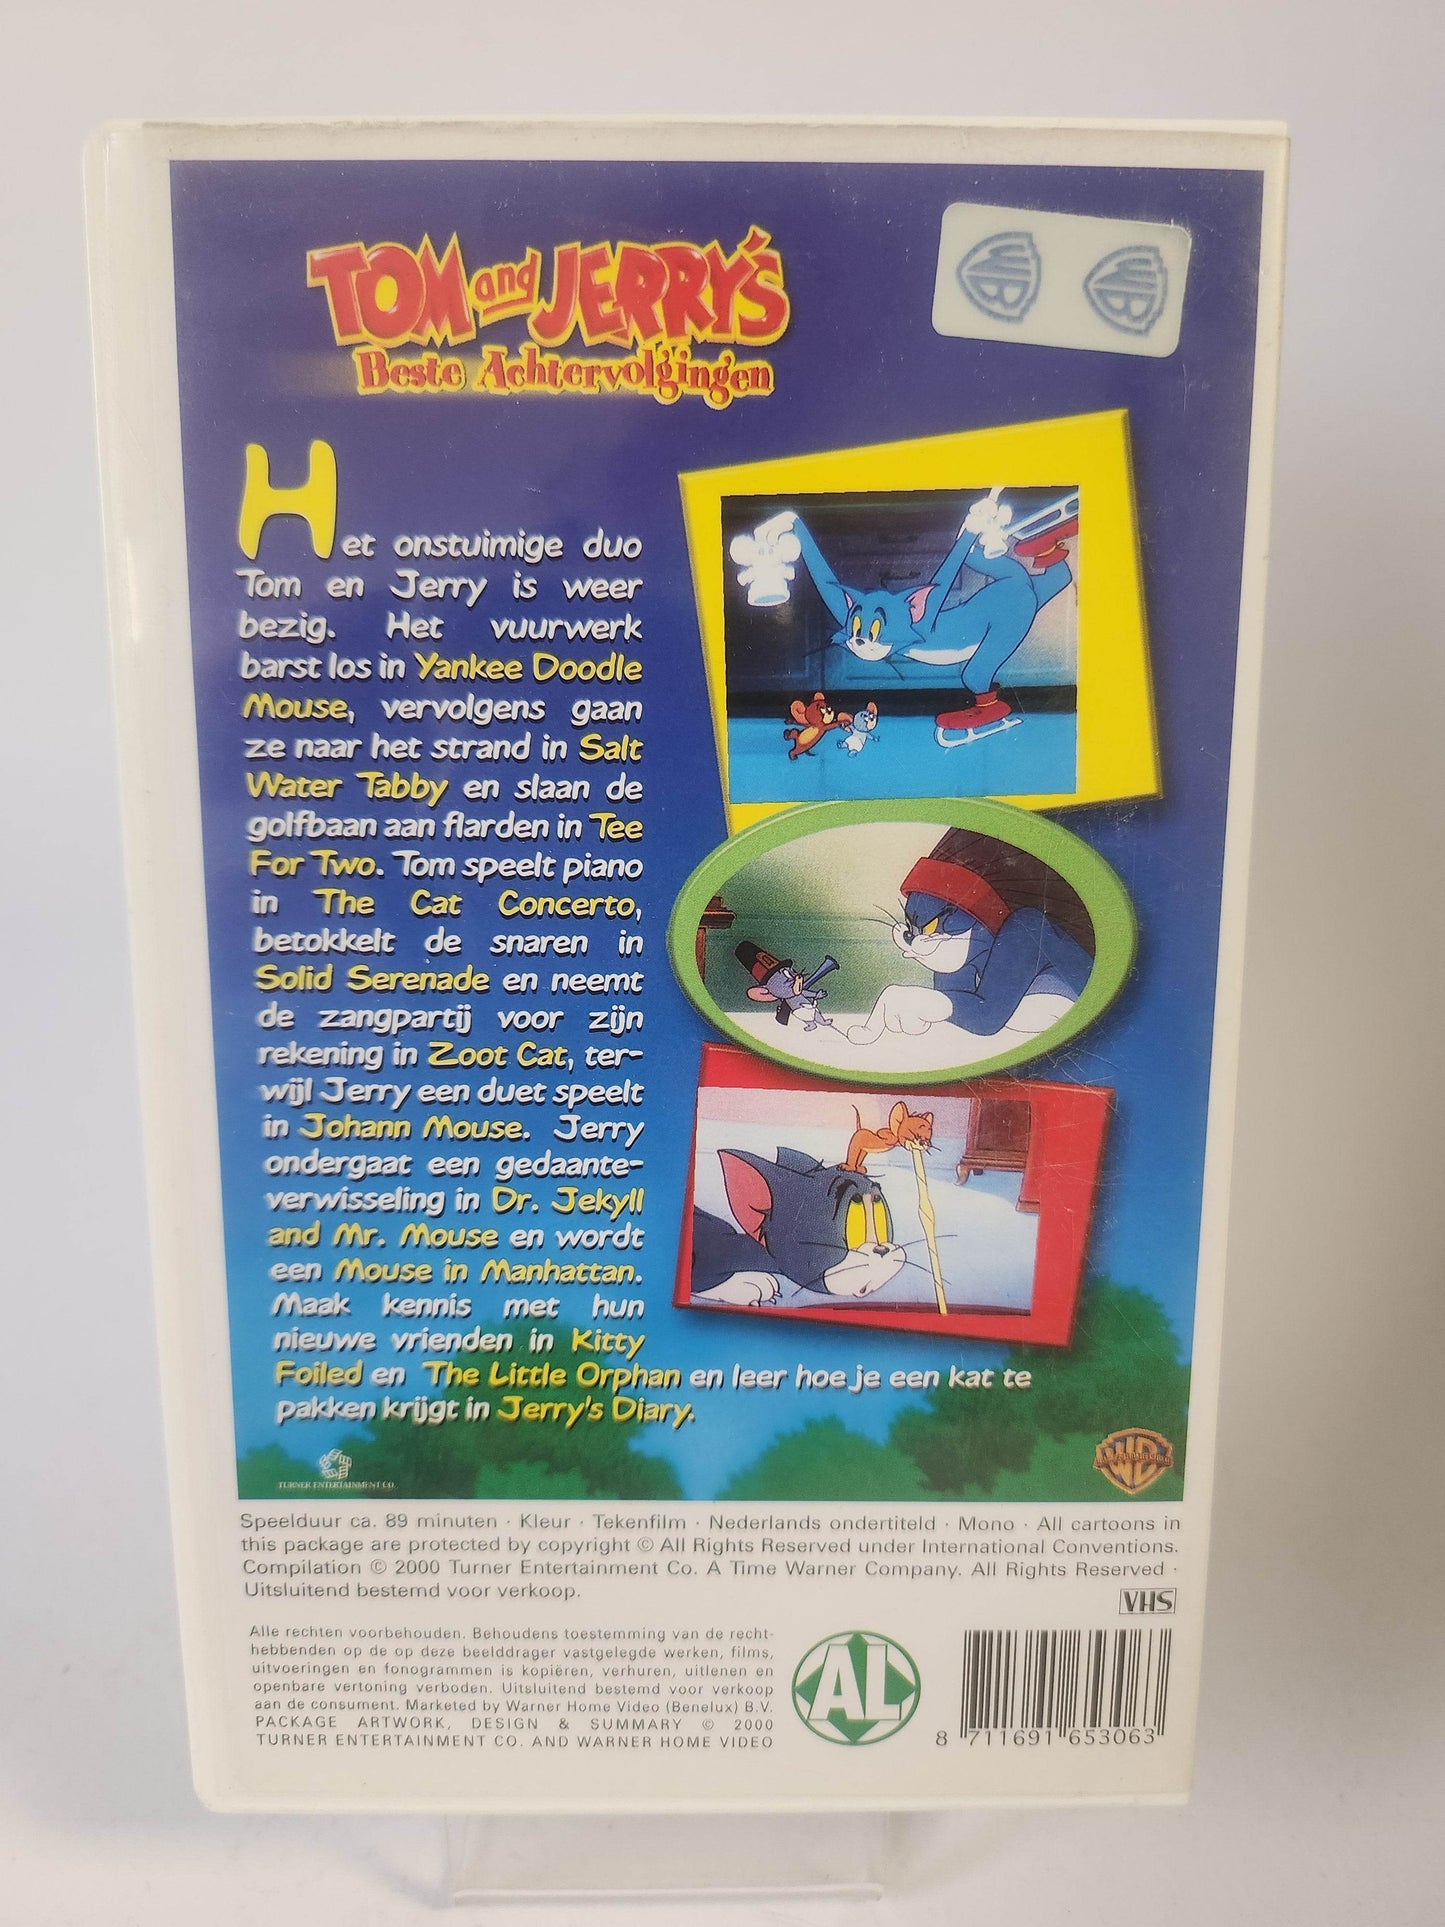 TOM and JERRY'S
Beste Achtervolgingen
WB WB
Het onstuimige duo
Tom en Jerry is weer
bezig. Het vuurwerk
barst los in Yankee Doodle
Mouse, vervolgens gaan
ze naar het strand in Salt
Water Tabby en slaan de
golfbaan aan flarden in Tee
For Two. Tom speelt piano
in The Cat Concerto,
betokkelt de snaren in
Solid Serenade en neemt
de zangpartij voor zijn
rekening in Zoot Cat, ter-
wijl Jerry een duet speelt
in Johann Mouse. Jerry
ondergaat een gedaante-
verwisseling in Dr. Jekyll
and Mr. Mouse en wordt
een Mouse in Manhattan.
Maak kennis met hun
nieuwe vrienden in Kitty
Foiled en The Little Orphan en leer hoe je een kat te
pakken krijgt in Jerry's Diary.
TURNER ENTERTAINMENT CO.
WB
Speelduur ca. 89 minuten · Kleur · Tekenfilm · Nederlands ondertiteld · Mono · All cartoons in
this package are protected by copyright © All Rights Reserved under International Conventions.
Compilation © 2000 Turner Entertainment Co. A Time Warner Company. All Rights Reserved ·
Uitsluitend bestemd voor verkoop.
VHS
Alle rechten voorbehouden. Behoudens toestemming van de recht-
hebbenden op de op deze beelddrager vastgelegde werken, films,
uitvoeringen en fonogrammen is kopiëren, verhuren, uitlenen en
openbare vertoning verboden. Uitsluitend bestemd voor verkoop
aan de consument. Marketed by Warner Home Video (Benelux) B.V.
PACKAGE ARTWORK, DESIGN & SUMMARY © 2000
TURNER ENTERTAINMENT CO. AND WARNER HOME VIDEO
AL
8 711691 653063